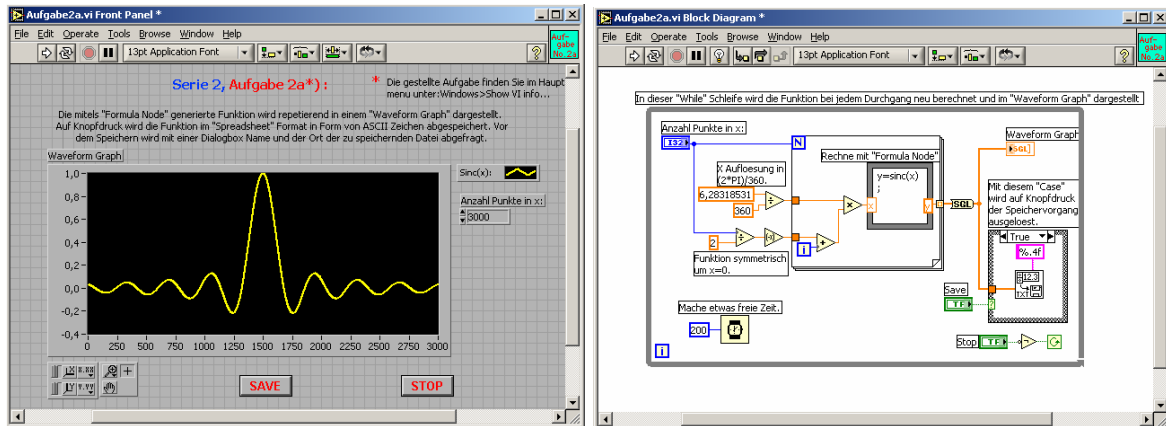 Aufgabe2a.vi Front Panel *
File Edit Operate Tools Browse Window Help
13pt Application Font
Auf-
gabe
No.2a
Serie 2, Aufgabe 2a*) :
* Die gestellte Aufgabe finden Sie im Haupt
menu unter:Windows>Show VI info...
Die mitels "Formula Node" generierte Funktion wird repetierend in einem "Waveform Graph" dargestellt.
Auf Knopfdruck wird die Funktion im "Spreadsheet" Format in Form von ASCII Zeichen abgespeichert. Vor
dem Speichern wird mit einer Dialogbox Name und der Ort der zu speichernden Datei abgefragt.
Waveform Graph
Sinc(x):
Anzahl Punkte in x:
3000
1,0
0,8
0,6
0,4
0,2
0,0
-0,2
-0,4
0 250 500 750 1000 1250 1500 1750 2000 2250 2500 2750 3000
SAVE
STOP
Aufgabe2a.vi Block Diagram *
File Edit Operate Tools Browse Window Help
13pt Application Font
Auf-
gabe
No.2a
In dieser "While" Schleife wird die Funktion bei jedem Durchgang neu berechnet und im "Waveform Graph" dargestellt
Anzahl Punkte in x:
I32
N
Rechne mit "Formula Node"
y=sinc(x)
;
x
y
X Aufloesung in
(2*PI)/360.
6,28318531
360
2
i
Funktion symmetrisch
um x=0.
SGL
Waveform Graph
[SGL]
Mit diesem "Case"
wird auf Knopfdruck
der Speichervorgang
ausgeloest.
True
%.4f
12.3
TXT
Save
TF
?
Mache etwas freie Zeit.
200
Stop
TF
i